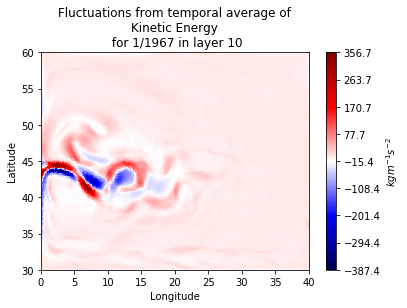 Fluctuations from temporal average of
Kinetic Energy
for 1/1967 in layer 10
60
55
50
45
40
35
30
Latitude
0 5 10 15 20 25 30 35 40
Longitude
356.7
263.7
170.7
77.7
−15.4
−108.4
−201.4
−294.4
−387.4
kgm⁻¹s⁻²